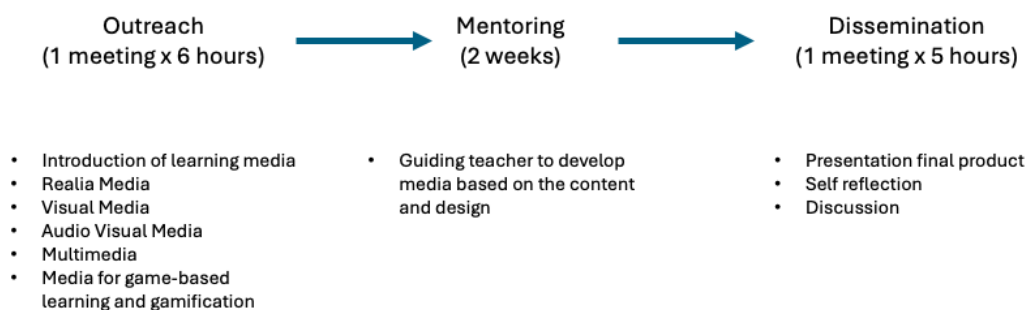 Outreach
(1 meeting x 6 hours)
Mentoring
(2 weeks)
Dissemination
(1 meeting x 5 hours)
• Introduction of learning media
• Realia Media
• Visual Media
• Audio Visual Media
• Multimedia
• Media for game-based
learning and gamification
• Guiding teacher to develop
media based on the content
and design
• Presentation final product
• Self reflection
• Discussion